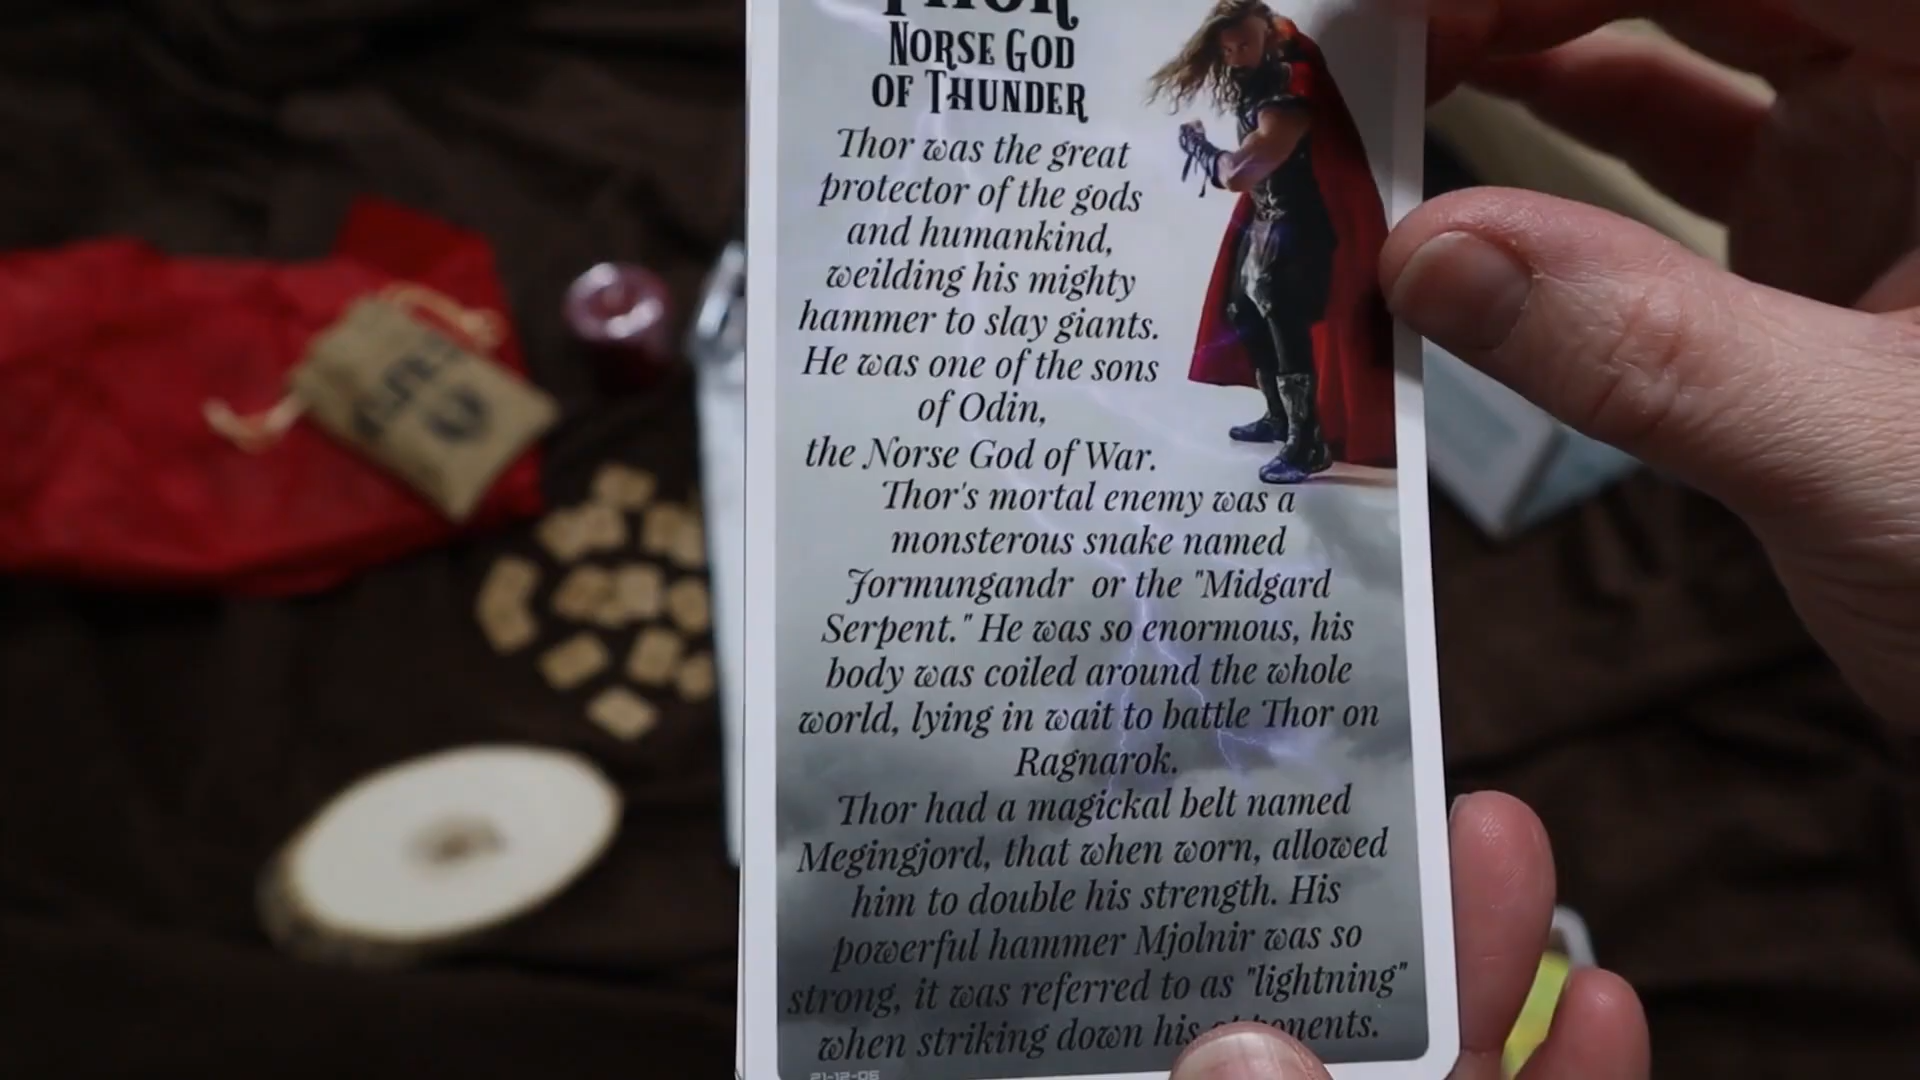 THOR
NORSE GOD
OF THUNDER
Thor was the great
protector of the gods
and humankind,
weilding his mighty
hammer to slay giants.
He was one of the sons
of Odin,
the Norse God of War.
Thor's mortal enemy was a
monsterous snake named
Jormungandr or the "Midgard
Serpent." He was so enormous, his
body was coiled around the whole
world, lying in wait to battle Thor on
Ragnarok.
Thor had a magickal belt named
Megingjord, that when worn, allowed
him to double his strength. His
powerful hammer Mjolnir was so
strong, it was referred to as "lightning"
when striking down his
21-12-06